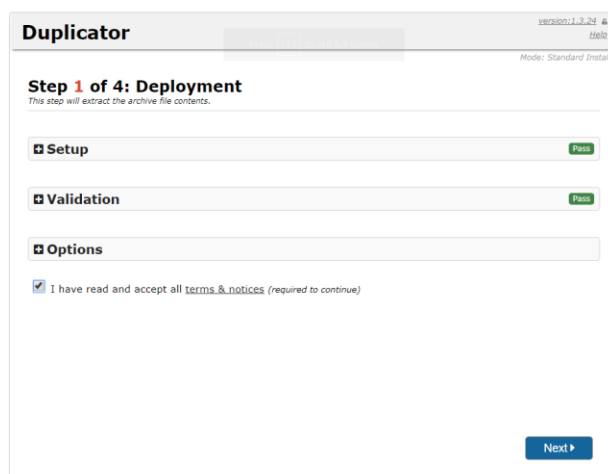 Duplicator
version:1.3.24
Help
Mode: Standard Instal
Step 1 of 4: Deployment
This step will extract the archive file contents.
Setup
Pass
Validation
Pass
Options
I have read and accept all terms & notices (required to continue)
Next